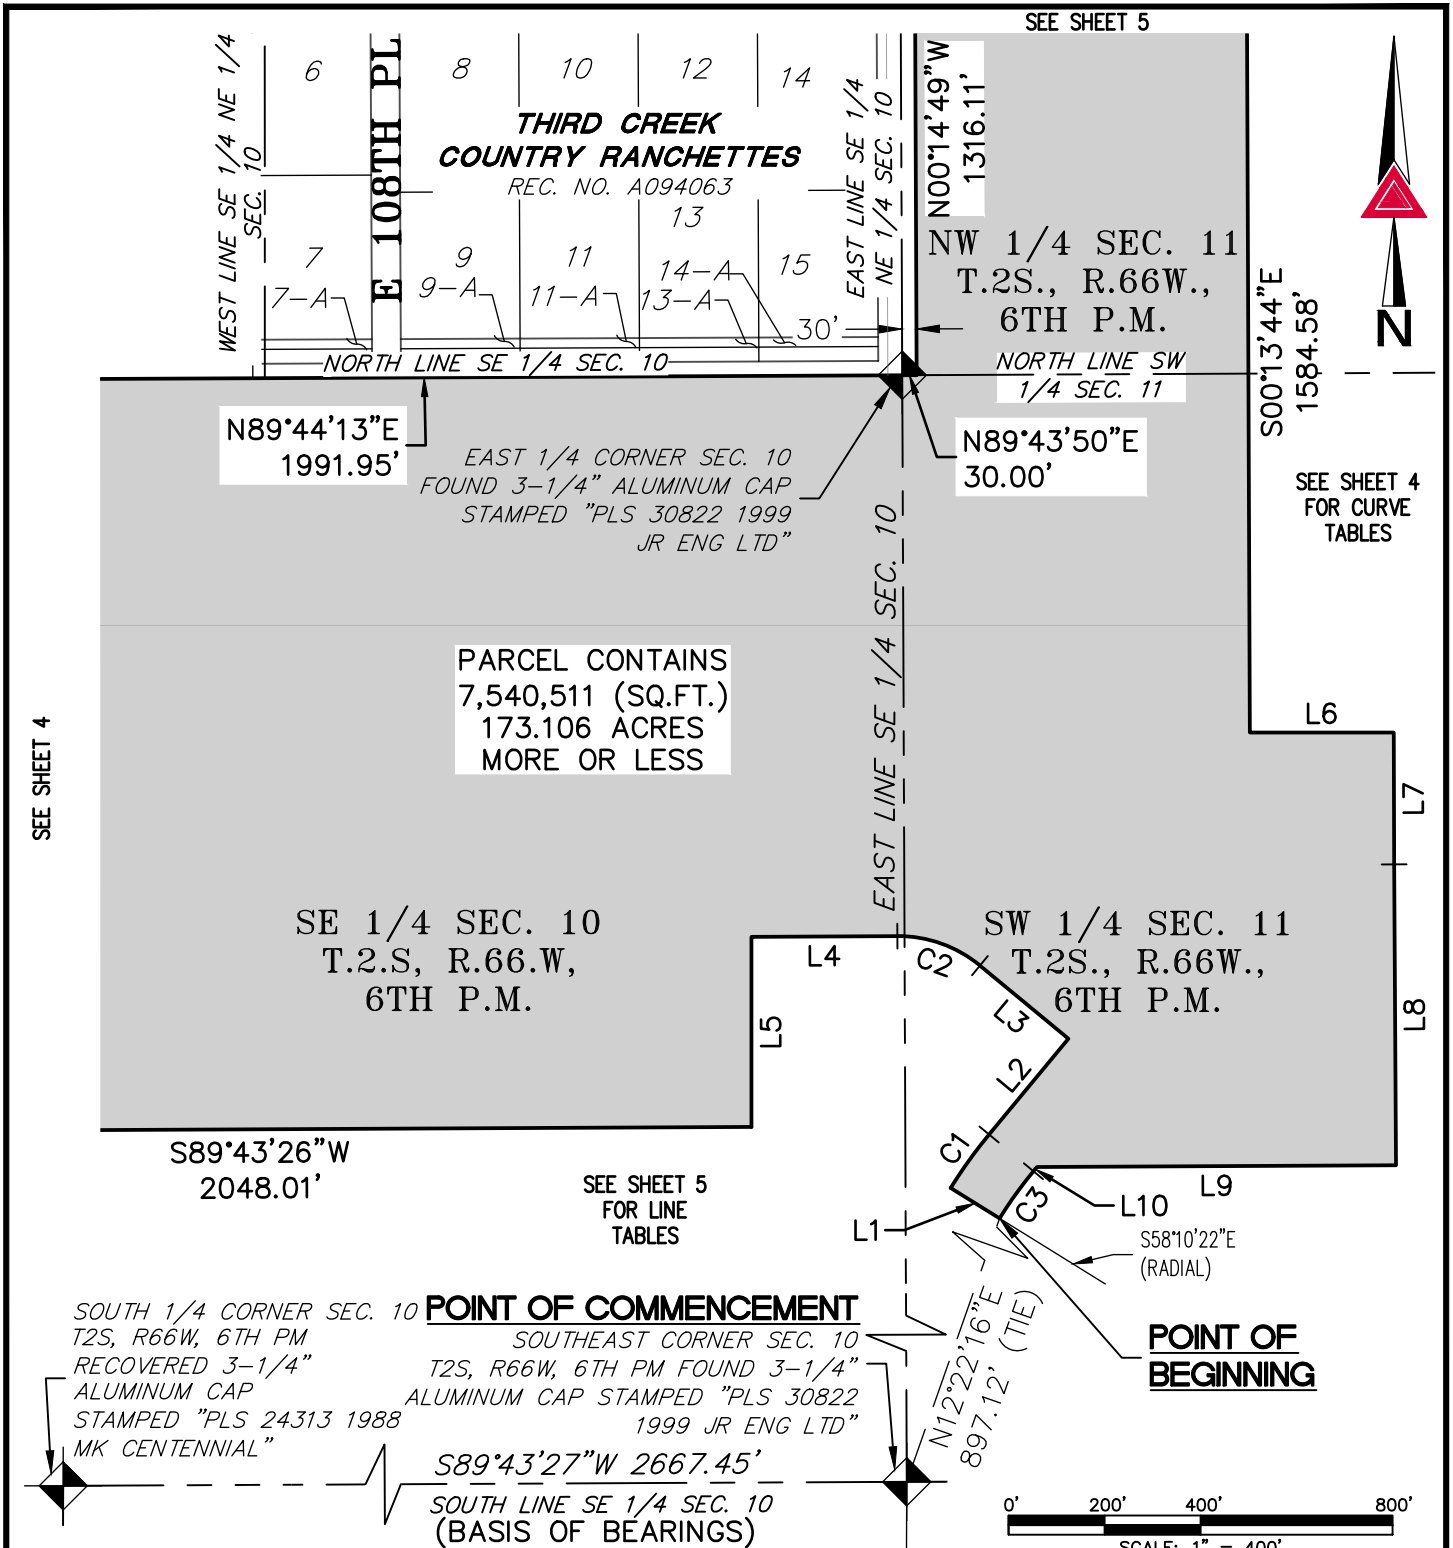 SEE SHEET 5
WEST LINE SE 1/4 NE 1/4
SEC. 10
6
E 108TH PL
8
10
12
14
THIRD CREEK
COUNTRY RANCHETTES
REC. NO. A094063
13
7
9
11
15
7-A
9-A
11-A
13-A
14-A
30'
EAST LINE SE 1/4
NE 1/4 SEC. 10
N00°14'49"W
1316.11'
NW 1/4 SEC. 11
T.2S., R.66W.,
6TH P.M.
S00°13'44"E
1584.58'
N
NORTH LINE SE 1/4 SEC. 10
NORTH LINE SW
1/4 SEC. 11
N89°44'13"E
1991.95'
EAST 1/4 CORNER SEC. 10
FOUND 3-1/4" ALUMINUM CAP
STAMPED "PLS 30822 1999
JR ENG LTD"
N89°43'50"E
30.00'
SEE SHEET 4
FOR CURVE
TABLES
EAST LINE SE 1/4 SEC. 10
PARCEL CONTAINS
7,540,511 (SQ.FT.)
173.106 ACRES
MORE OR LESS
SEE SHEET 4
L6
L7
L8
SE 1/4 SEC. 10
T.2.S, R.66.W,
6TH P.M.
SW 1/4 SEC. 11
T.2S., R.66W.,
6TH P.M.
L4
C2
L5
L3
L2
C1
C3
L9
L10
L1
S89°43'26"W
2048.01'
SEE SHEET 5
FOR LINE
TABLES
S58°10'22"E
(RADIAL)
N12°22'16"E
897.12' (TIE)
POINT OF
BEGINNING
SOUTH 1/4 CORNER SEC. 10
T2S, R66W, 6TH PM
RECOVERED 3-1/4"
ALUMINUM CAP
STAMPED "PLS 24313 1988
MK CENTENNIAL"
POINT OF COMMENCEMENT
SOUTHEAST CORNER SEC. 10
T2S, R66W, 6TH PM FOUND 3-1/4"
ALUMINUM CAP STAMPED "PLS 30822
1999 JR ENG LTD"
S89°43'27"W 2667.45'
SOUTH LINE SE 1/4 SEC. 10
(BASIS OF BEARINGS)
0' 200' 400' 800'
SCALE: 1" = 400'